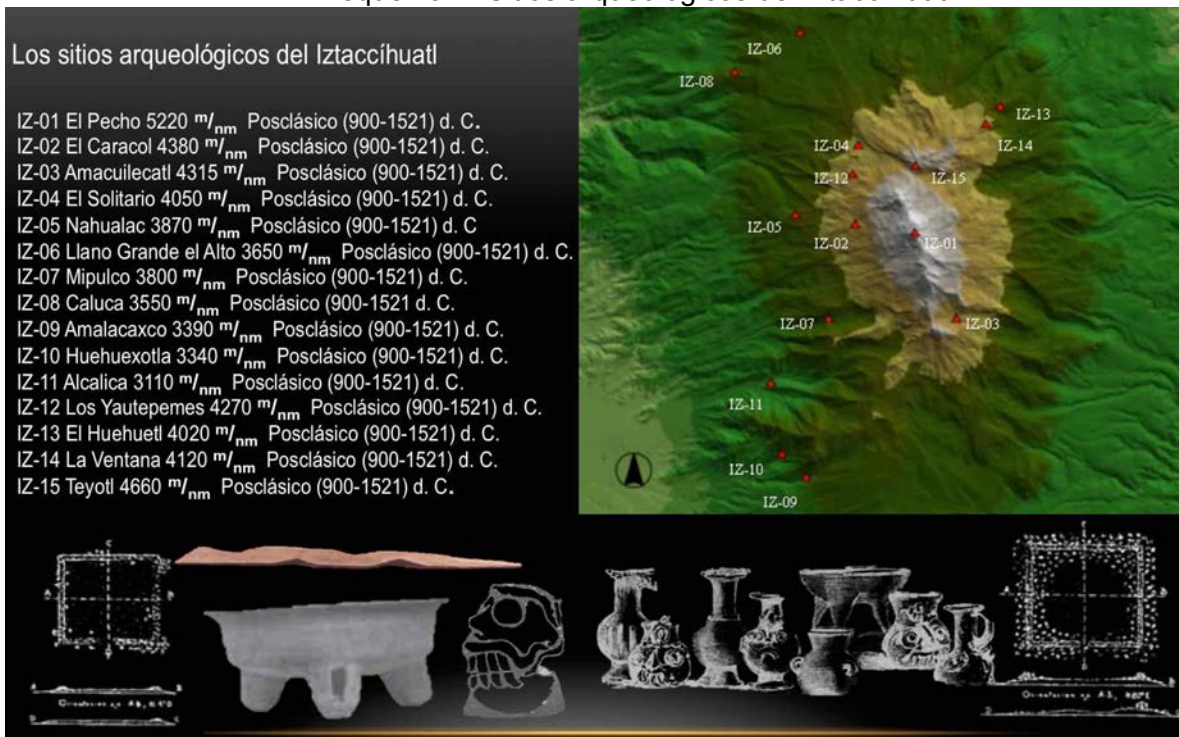 Los sitios arqueológicos del Iztaccíhuatl
IZ-01 El Pecho 5220 m/nm Posclásico (900-1521) d. C.
IZ-02 El Caracol 4380 m/nm Posclásico (900-1521) d. C.
IZ-03 Amacuilecatl 4315 m/nm Posclásico (900-1521) d. C.
IZ-04 El Solitario 4050 m/nm Posclásico (900-1521) d. C.
IZ-05 Nahualac 3870 m/nm Posclásico (900-1521) d. C
IZ-06 Llano Grande el Alto 3650 m/nm Posclásico (900-1521) d. C.
IZ-07 Mipulco 3800 m/nm Posclásico (900-1521) d. C.
IZ-08 Caluca 3550 m/nm Posclásico (900-1521 d. C.
IZ-09 Amalacaxco 3390 m/nm Posclásico (900-1521) d. C.
IZ-10 Huehuexotla 3340 m/nm Posclásico (900-1521) d. C.
IZ-11 Alcalica 3110 m/nm Posclásico (900-1521) d. C.
IZ-12 Los Yautepemes 4270 m/nm Posclásico (900-1521) d. C.
IZ-13 El Huehuetl 4020 m/nm Posclásico (900-1521) d. C.
IZ-14 La Ventana 4120 m/nm Posclásico (900-1521) d. C.
IZ-15 Teyotl 4660 m/nm Posclásico (900-1521) d. C.
IZ-06
IZ-08
IZ-13
IZ-04
IZ-14
IZ-12
IZ-15
IZ-05
IZ-02
IZ-01
IZ-07
IZ-03
IZ-11
IZ-10
IZ-09